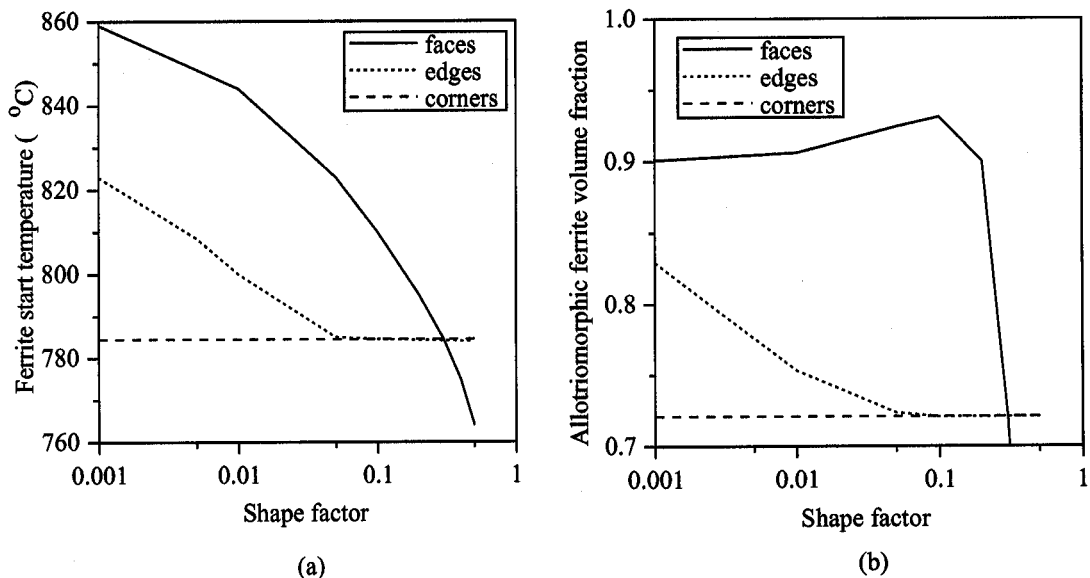 860
840
820
800
780
760
Ferrite start temperature ( °C)
faces
edges
corners
0.001
0.01
0.1
1
Shape factor
(a)
1.0
0.9
0.8
0.7
Allotriomorphic ferrite volume fraction
faces
edges
corners
0.001
0.01
0.1
1
Shape factor
(b)